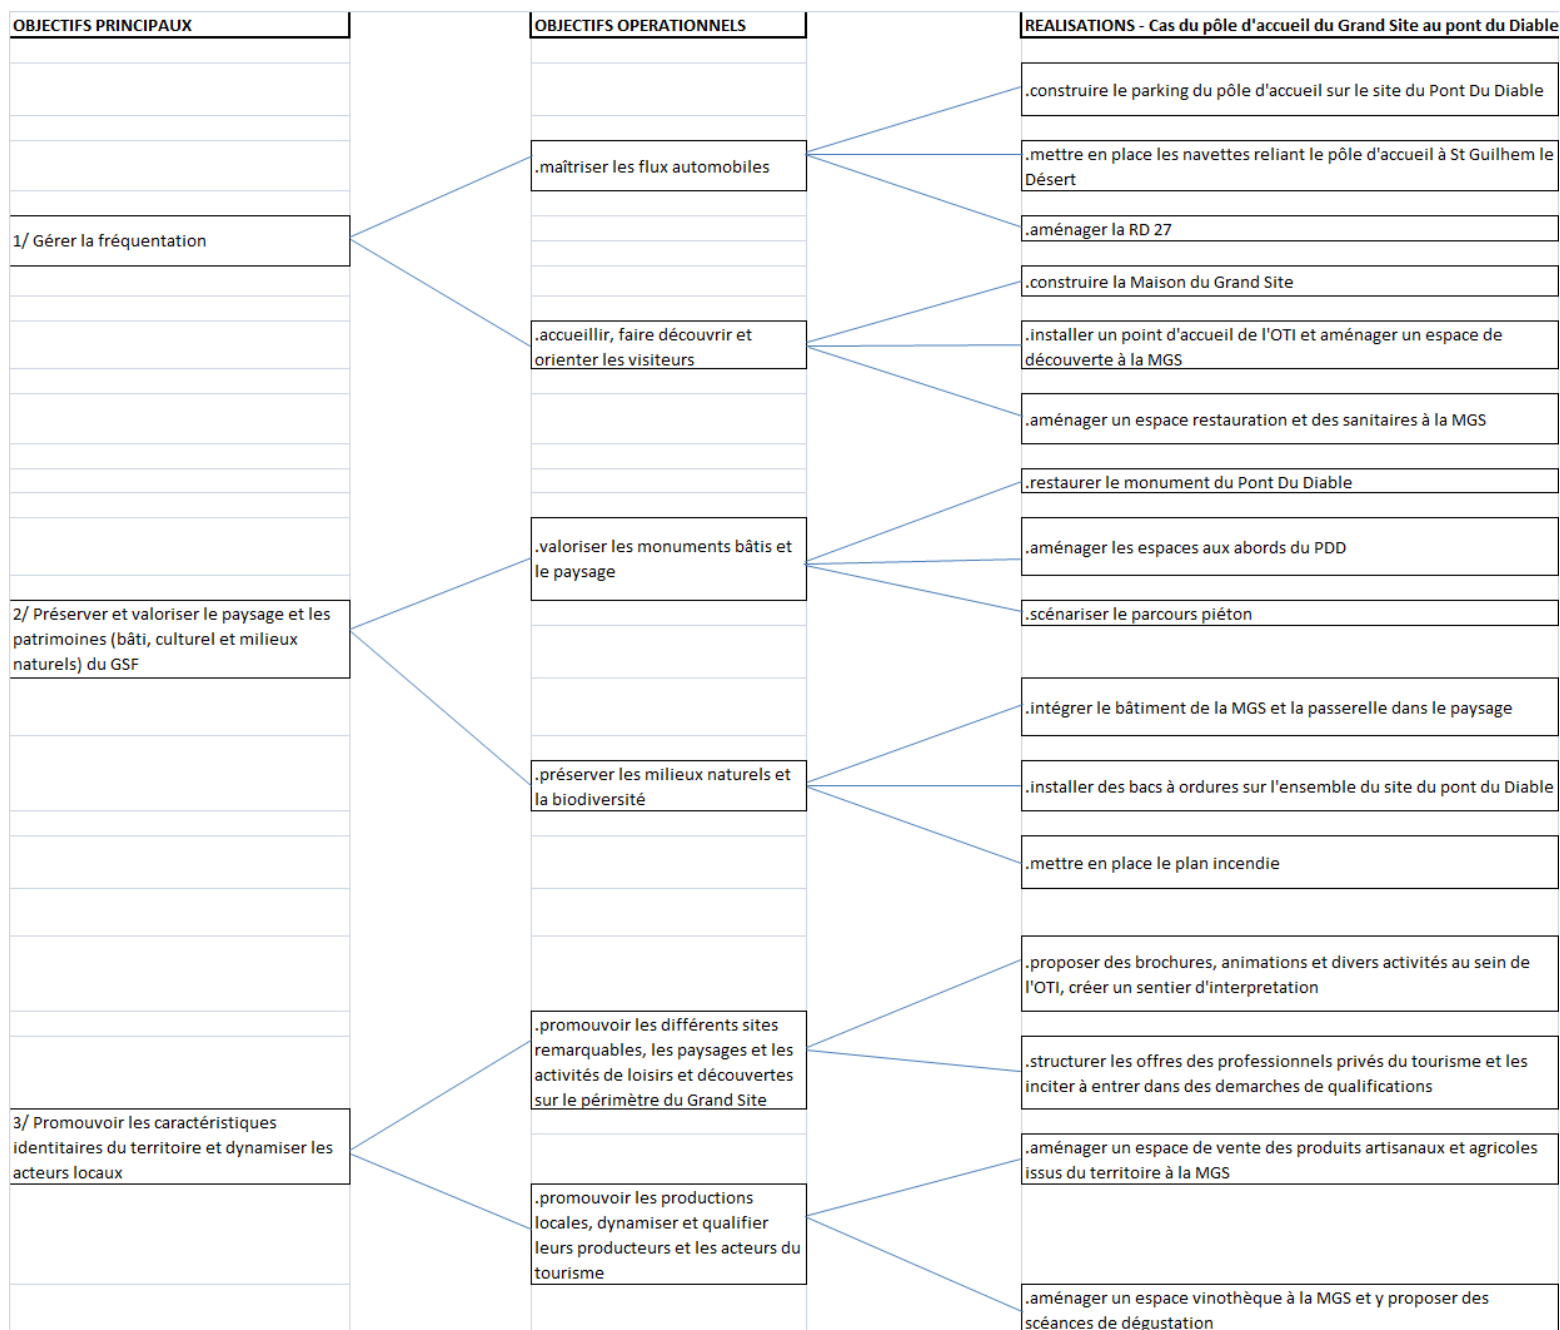 OBJECTIFS PRINCIPAUX
OBJECTIFS OPERATIONNELS
REALISATIONS - Cas du pôle d'accueil du Grand Site au pont du Diable
1/ Gérer la fréquentation
.maîtriser les flux automobiles
.construire le parking du pôle d'accueil sur le site du Pont Du Diable
.mettre en place les navettes reliant le pôle d'accueil à St Guilhem le
Désert
.aménager la RD 27
.accueillir, faire découvrir et
orienter les visiteurs
.construire la Maison du Grand Site
.installer un point d'accueil de l'OTI et aménager un espace de
découverte à la MGS
.aménager un espace restauration et des sanitaires à la MGS
2/ Préserver et valoriser le paysage et les
patrimoines (bâti, culturel et milieux
naturels) du GSF
.valoriser les monuments bâtis et
le paysage
.restaurer le monument du Pont Du Diable
.aménager les espaces aux abords du PDD
.scénariser le parcours piéton
.préserver les milieux naturels et
la biodiversité
.intégrer le bâtiment de la MGS et la passerelle dans le paysage
.installer des bacs à ordures sur l'ensemble du site du pont du Diable
.mettre en place le plan incendie
3/ Promouvoir les caractéristiques
identitaires du territoire et dynamiser les
acteurs locaux
.promouvoir les différents sites
remarquables, les paysages et les
activités de loisirs et découvertes
sur le périmètre du Grand Site
.proposer des brochures, animations et divers activités au sein de
l'OTI, créer un sentier d'interpretation
.structurer les offres des professionnels privés du tourisme et les
inciter à entrer dans des demarches de qualifications
.promouvoir les productions
locales, dynamiser et qualifier
leurs producteurs et les acteurs du
tourisme
.aménager un espace de vente des produits artisanaux et agricoles
issus du territoire à la MGS
.aménager un espace vinothèque à la MGS et y proposer des
scéances de dégustation